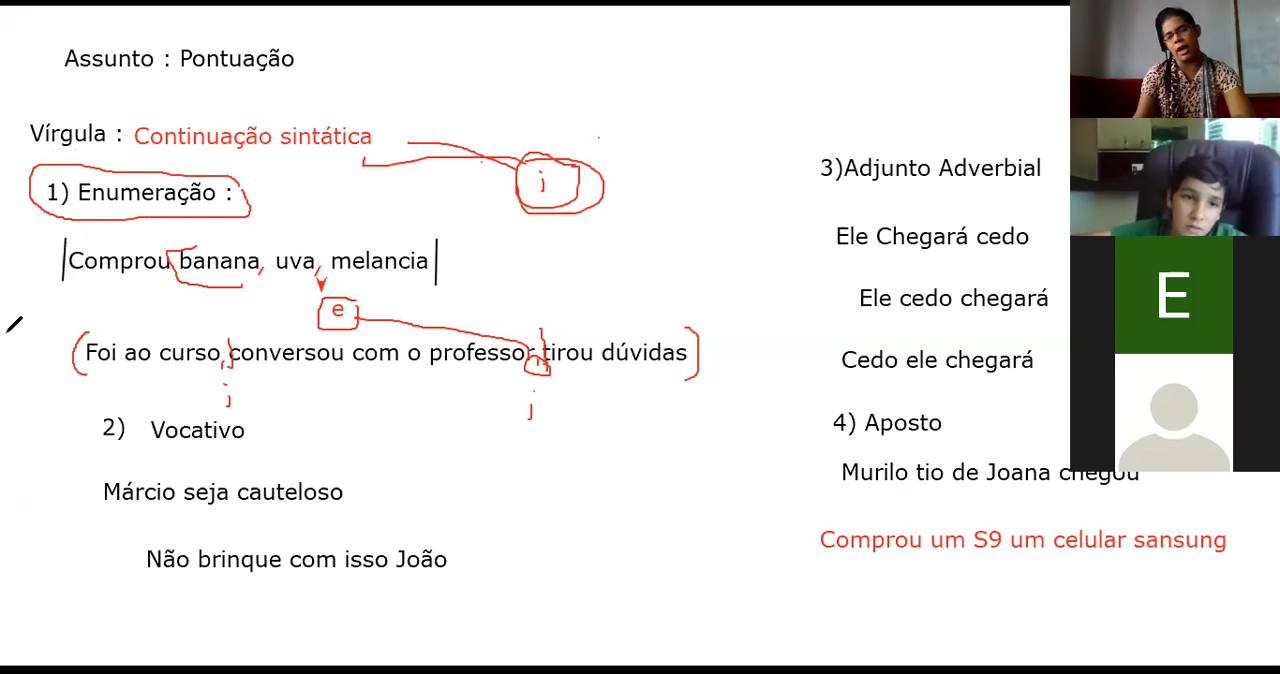 Assunto : Pontuação
Vírgula : Continuação sintática
1) Enumeração :
Comprou banana, uva, melancia
e
(Foi ao curso, conversou com o professor tirou dúvidas)
2) Vocativo
Márcio seja cauteloso
Não brinque com isso João
3)Adjunto Adverbial
Ele Chegará cedo
Ele cedo chegará
Cedo ele chegará
4) Aposto
Murilo tio de Joana chegou
Comprou um S9 um celular sansung
E